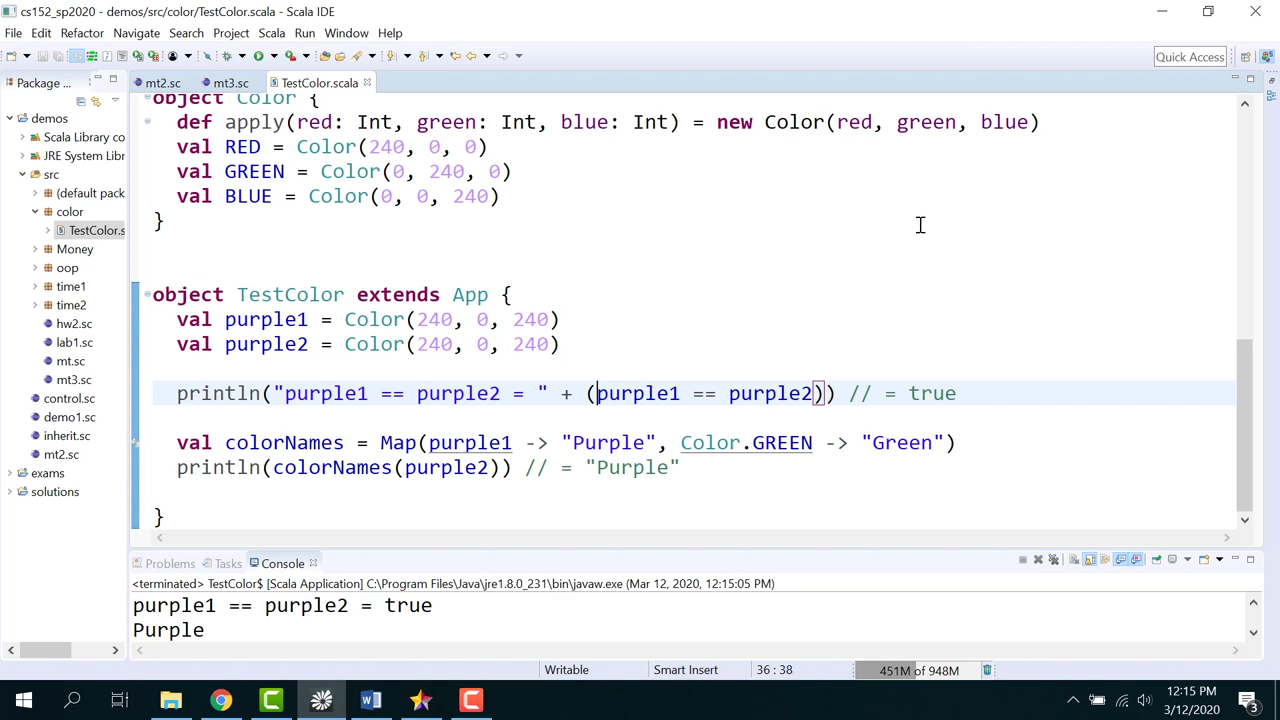 cs152_sp2020 - demos/src/color/TestColor.scala - Scala IDE
File Edit Refactor Navigate Search Project Scala Run Window Help
Quick Access
Package ...
mt2.sc mt3.sc TestColor.scala
demos
Scala Library co
JRE System Libr
src
(default pack
color
TestColor.s
Money
oop
time1
time2
hw2.sc
lab1.sc
mt.sc
mt3.sc
control.sc
demo1.sc
inherit.sc
mt2.sc
exams
solutions
object Color {
def apply(red: Int, green: Int, blue: Int) = new Color(red, green, blue)
val RED = Color(240, 0, 0)
val GREEN = Color(0, 240, 0)
val BLUE = Color(0, 0, 240)
}
object TestColor extends App {
val purple1 = Color(240, 0, 240)
val purple2 = Color(240, 0, 240)
println("purple1 == purple2 = " + (purple1 == purple2)) // = true
val colorNames = Map(purple1 -> "Purple", Color.GREEN -> "Green")
println(colorNames(purple2)) // = "Purple"
}
Problems Tasks Console
<terminated> TestColor$ [Scala Application] C:\Program Files\Java\jre1.8.0_231\bin\javaw.exe (Mar 12, 2020, 12:15:05 PM)
purple1 == purple2 = true
Purple
Writable Smart Insert 36 : 38 451M of 948M
12:15 PM
3/12/2020
3